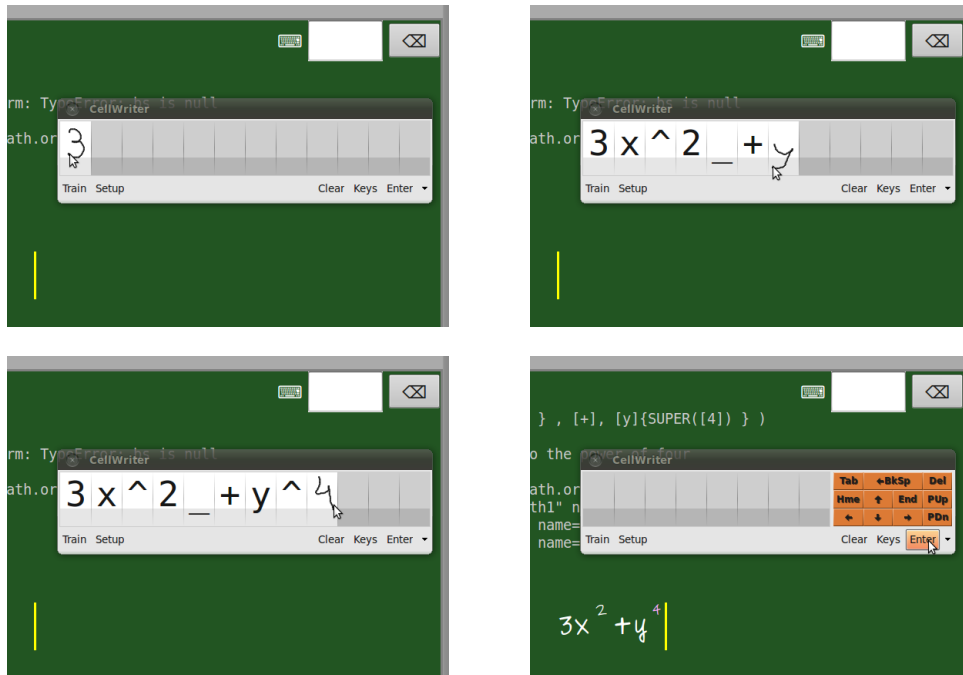 rm: TypeError: bs is null
CellWriter
ath.or
3
Train Setup Clear Keys Enter
rm: TypeError: bs is null
CellWriter
ath.or
3 x ^ 2 _ + y
Train Setup Clear Keys Enter
rm: TypeError: bs is null
CellWriter
ath.or
3 x ^ 2 _ + y ^ 4
Train Setup Clear Keys Enter
} , [+], [y]{SUPER([4]) } )
o the power of four
CellWriter
ath.or
th1" n
name=
name=
Tab ←BkSp Del
Hme ↑ End PUp
← ↓ → PDn
Train Setup Clear Keys Enter
3x² +y⁴